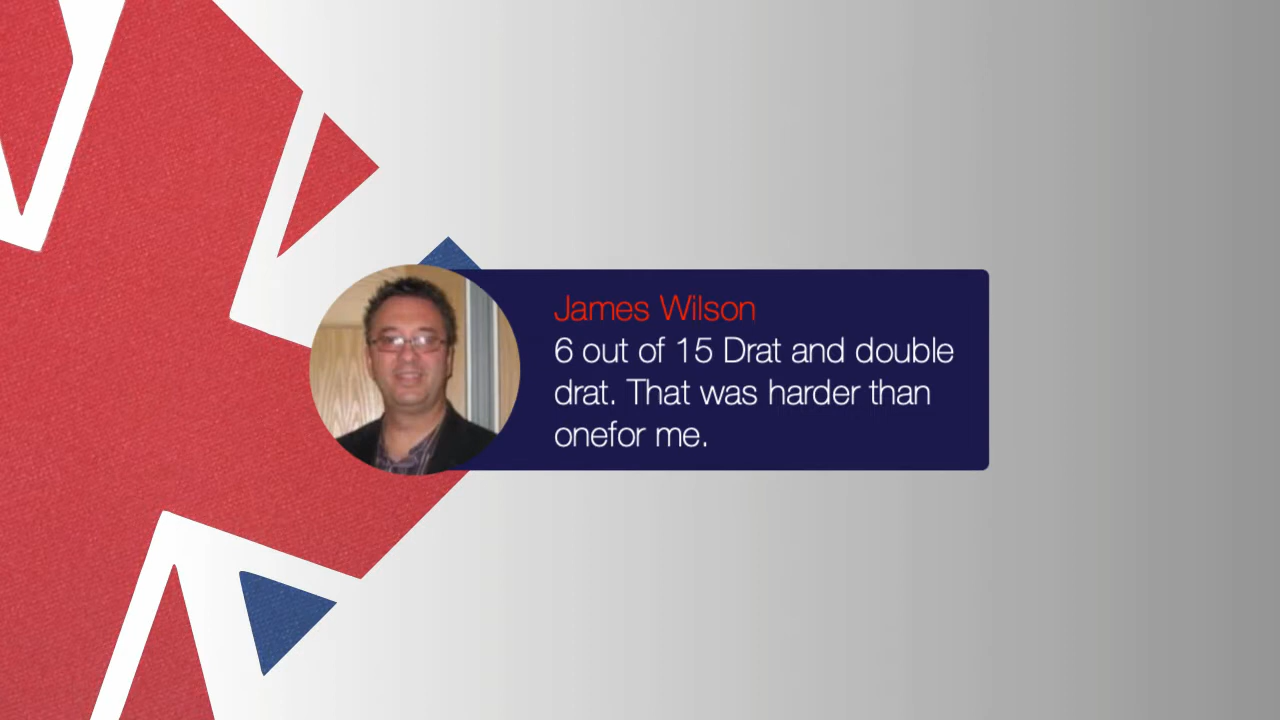 James Wilson
6 out of 15 Drat and double
drat. That was harder than
onefor me.